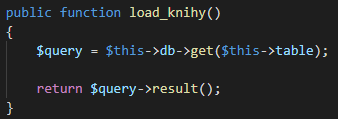 public function load_knihy()
{
    $query = $this->db->get($this->table);

    return $query->result();
}